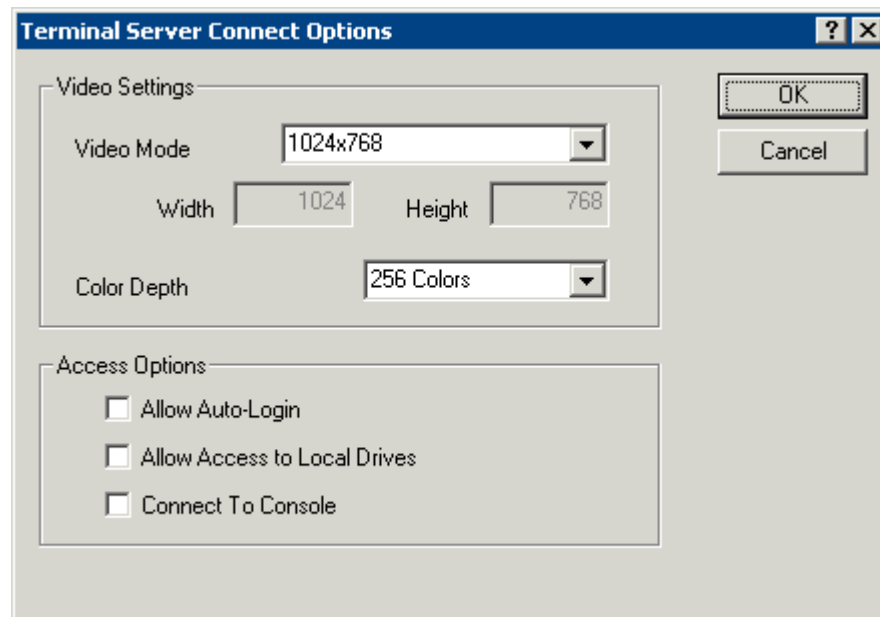 Terminal Server Connect Options
Video Settings
OK
Video Mode 1024x768
Cancel
Width 1024 Height 768
Color Depth 256 Colors
Access Options
Allow Auto-Login
Allow Access to Local Drives
Connect To Console